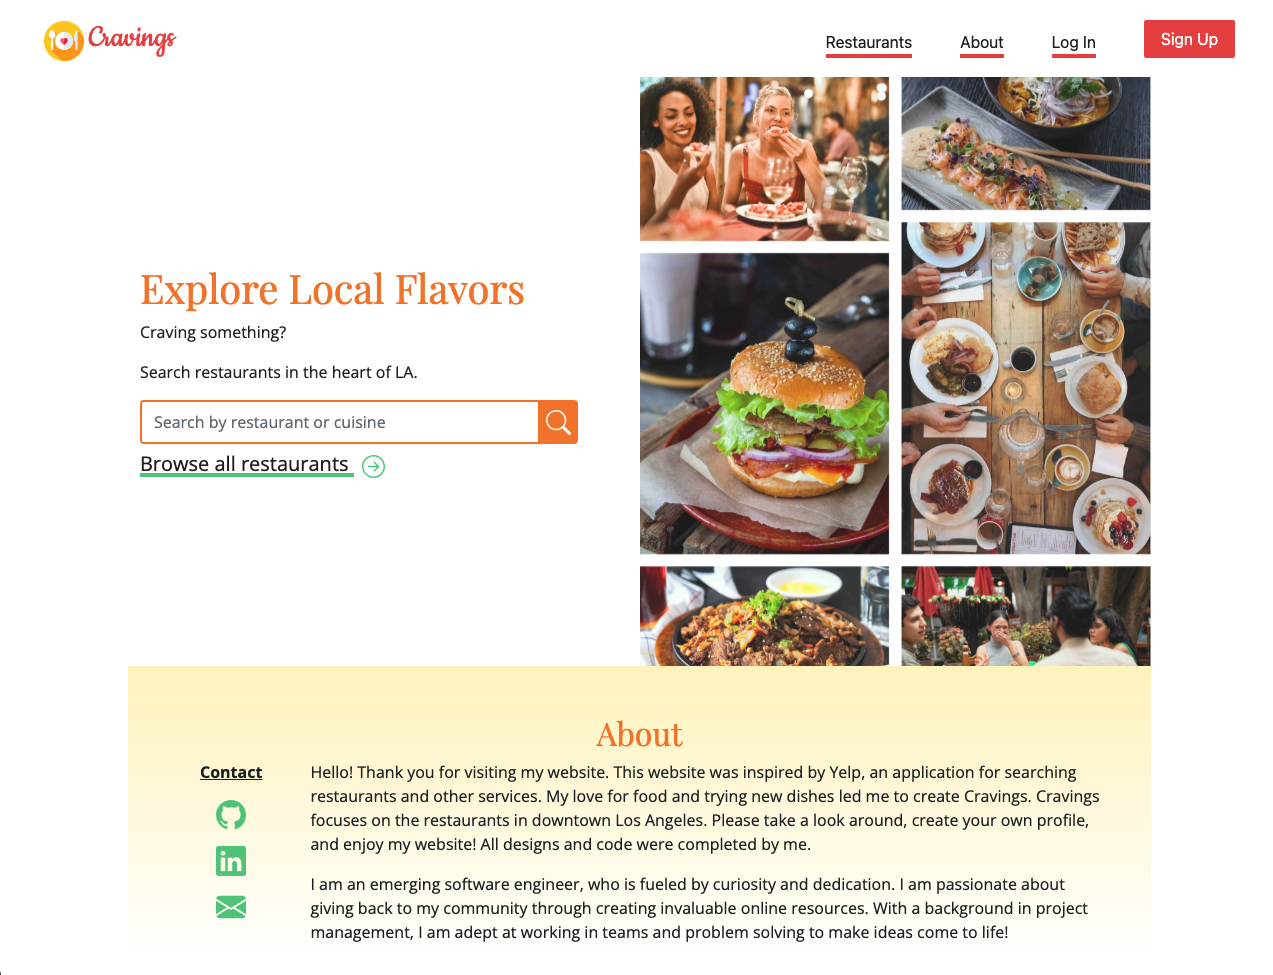 Cravings
Restaurants
About
Log In
Sign Up
Explore Local Flavors
Craving something?
Search restaurants in the heart of LA.
Search by restaurant or cuisine
Browse all restaurants
About
Contact
Hello! Thank you for visiting my website. This website was inspired by Yelp, an application for searching
restaurants and other services. My love for food and trying new dishes led me to create Cravings. Cravings
focuses on the restaurants in downtown Los Angeles. Please take a look around, create your own profile,
and enjoy my website! All designs and code were completed by me.
I am an emerging software engineer, who is fueled by curiosity and dedication. I am passionate about
giving back to my community through creating invaluable online resources. With a background in project
management, I am adept at working in teams and problem solving to make ideas come to life!